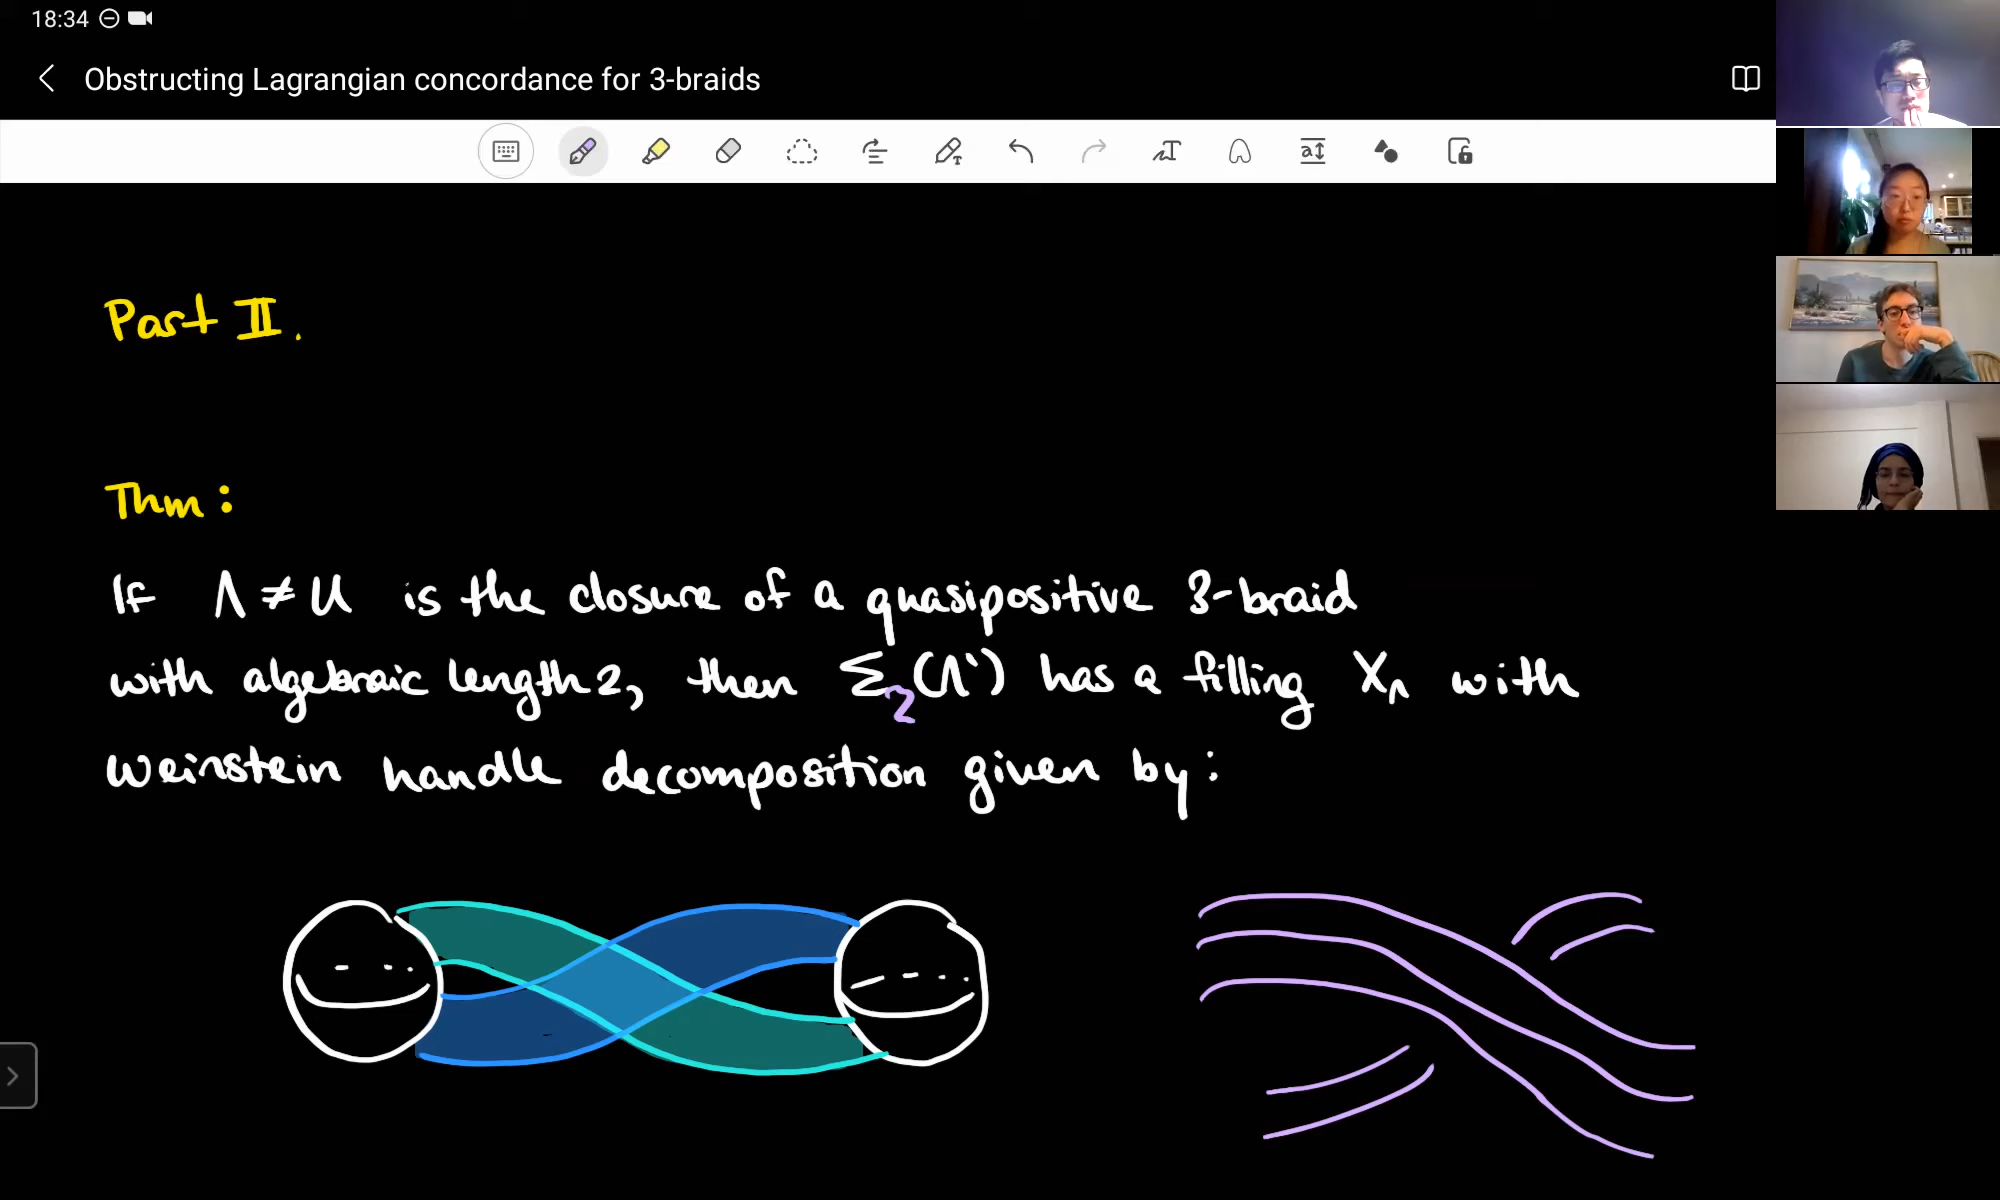 18:34
Obstructing Lagrangian concordance for 3-braids
Part II.
Thm:
If Λ ≠ U is the closure of a quasipositive 3-braid
with algebraic length 2, then Σ₂(Λ) has a filling X_Λ with
Weinstein handle decomposition given by: